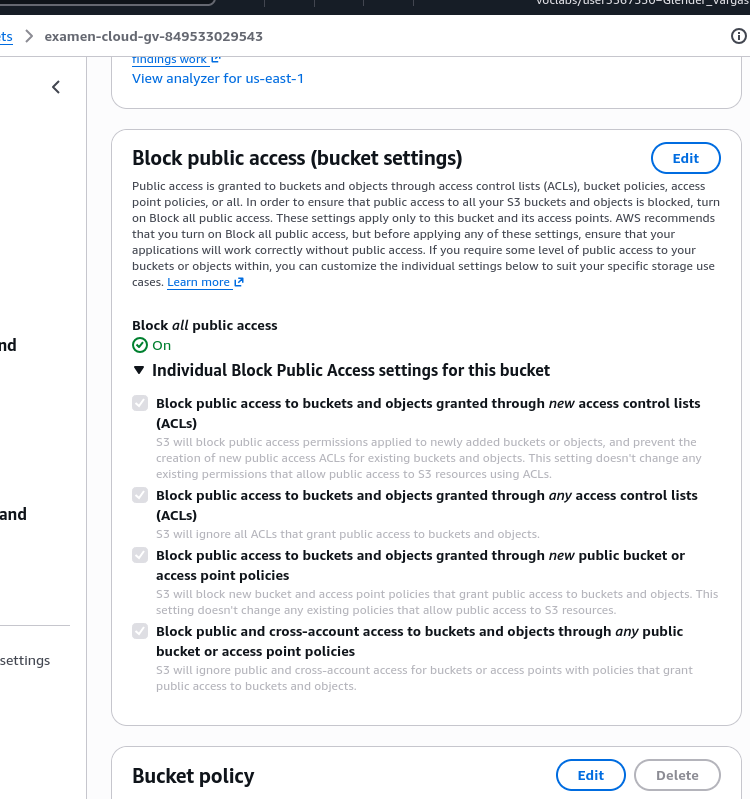 voclabs/user5567550=Glender_Vargas
ets > examen-cloud-gv-849533029543
findings work
View analyzer for us-east-1
Block public access (bucket settings)
Edit
Public access is granted to buckets and objects through access control lists (ACLs), bucket policies, access
point policies, or all. In order to ensure that public access to all your S3 buckets and objects is blocked, turn
on Block all public access. These settings apply only to this bucket and its access points. AWS recommends
that you turn on Block all public access, but before applying any of these settings, ensure that your
applications will work correctly without public access. If you require some level of public access to your
buckets or objects within, you can customize the individual settings below to suit your specific storage use
cases. Learn more
Block all public access
On
nd
Individual Block Public Access settings for this bucket
Block public access to buckets and objects granted through new access control lists
(ACLs)
S3 will block public access permissions applied to newly added buckets or objects, and prevent the
creation of new public access ACLs for existing buckets and objects. This setting doesn't change any
existing permissions that allow public access to S3 resources using ACLs.
Block public access to buckets and objects granted through any access control lists
(ACLs)
and
S3 will ignore all ACLs that grant public access to buckets and objects.
Block public access to buckets and objects granted through new public bucket or
access point policies
S3 will block new bucket and access point policies that grant public access to buckets and objects. This
setting doesn't change any existing policies that allow public access to S3 resources.
Block public and cross-account access to buckets and objects through any public
bucket or access point policies
settings
S3 will ignore public and cross-account access for buckets or access points with policies that grant
public access to buckets and objects.
Bucket policy
Edit
Delete